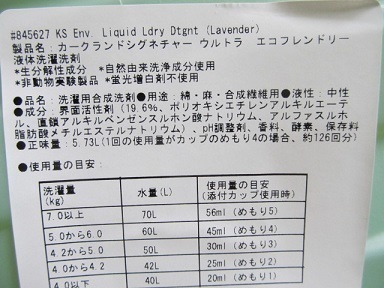 #845627 KS Env. Liquid Ldry Dtgnt (Lavender)
製品名：カークランドシグネチャー ウルトラ エコフレンドリー
液体洗濯洗剤
*生分解性成分 *自然由来洗浄成分使用
*非動物実験製品 *蛍光増白剤不使用
●品名：洗濯用合成洗剤●用途：綿・麻・合成繊維用●液性：中性
●成分：界面活性剤（19.6%、ポリオキシエチレンアルキルエーテ
ル、直鎖アルキルベンゼンスルホン酸ナトリウム、アルファスルホ
脂肪酸メチルエステルナトリウム）、pH調整剤、香料、酵素、保存料
●正味量：5.73L(1回の使用量がカップのめもり4の場合、約126回分)
●使用量の目安：
洗濯量 (kg) 水量(L) 使用量の目安 (添付カップ使用時)
7.0以上 70L 56ml(めもり5)
5.0から6.0 60L 45ml(めもり4)
4.2から5.0 50L 30ml(めもり3)
4.0から4.2 42L 25ml(めもり2)
4.0以下 40L 20ml(めもり1)